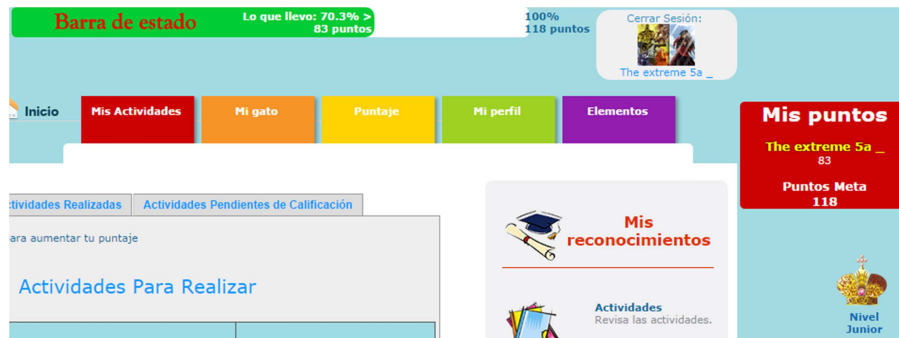 Barra de estado
Lo que llevo: 70.3% >
83 puntos
100%
118 puntos
Cerrar Sesión:
The extreme 5a _
Inicio
Mis Actividades
Mi gato
Puntaje
Mi perfil
Elementos
Mis puntos
The extreme 5a _
83
Puntos Meta
118
ctividades Realizadas
Actividades Pendientes de Calificación
para aumentar tu puntaje
Actividades Para Realizar
Mis
reconocimientos
Actividades
Revisa las actividades.
Nivel
Junior